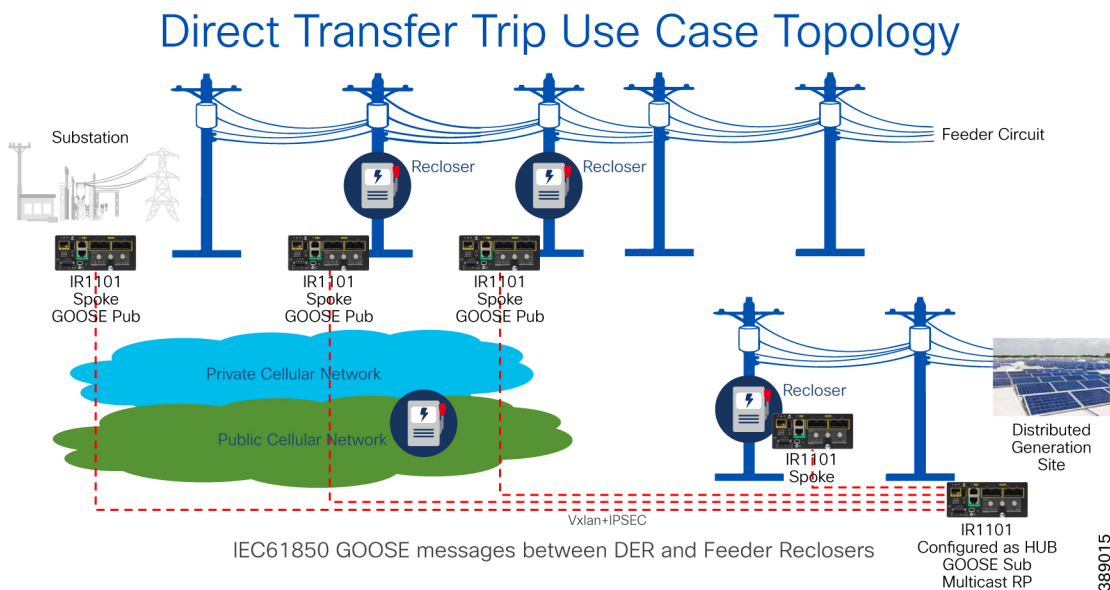 Direct Transfer Trip Use Case Topology
Substation
Feeder Circuit
Recloser
Recloser
IR1101
Spoke
GOOSE Pub
IR1101
Spoke
GOOSE Pub
IR1101
Spoke
GOOSE Pub
Private Cellular Network
Public Cellular Network
Recloser
IR1101
Spoke
Distributed
Generation
Site
Vxlan+IPSEC
IR1101
Configured as HUB
GOOSE Sub
Multicast RP
IEC61850 GOOSE messages between DER and Feeder Reclosers
389015